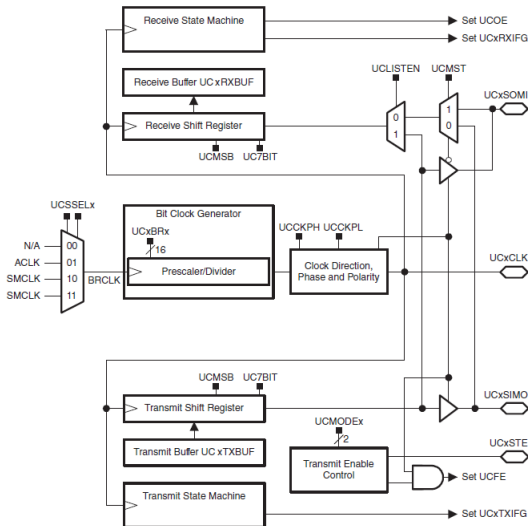 Receive State Machine
Set UCOE
Set UCxRXIFG
UCLISTEN
UCMST
Receive Buffer UCxRXBUF
UCxSOMI
1
0
0
1
Receive Shift Register
UCMSB
UC7BIT
UCSSELx
Bit Clock Generator
UCxBRx
UCCKPH
UCCKPL
N/A
00
16
ACLK
01
Prescaler/Divider
Clock Direction,
Phase and Polarity
UCxCLK
SMCLK
10
BRCLK
SMCLK
11
UCMSB
UC7BIT
Transmit Shift Register
UCxSIMO
UCMODEx
2
UCxSTE
Transmit Buffer UCxTXBUF
Transmit Enable
Control
Set UCFE
Transmit State Machine
Set UCxTXIFG